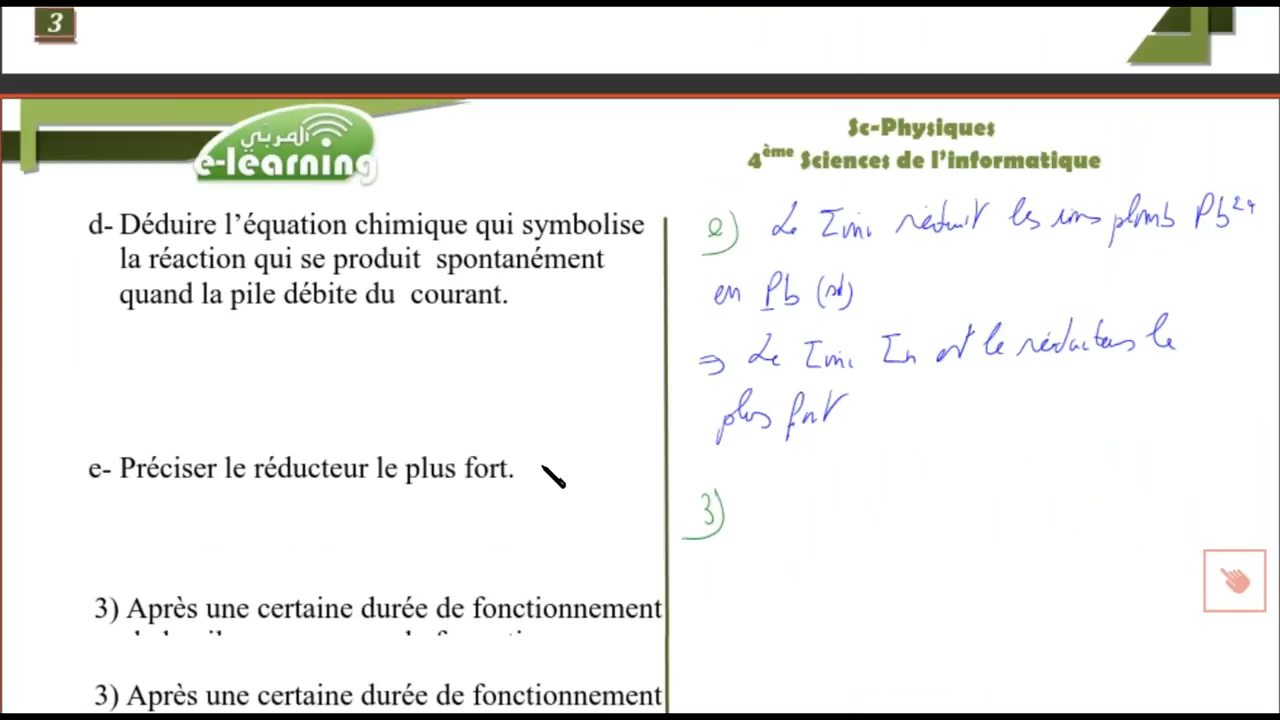 3
المربّي
e-learning
Sc-Physiques
4ème Sciences de l'informatique
d- Déduire l'équation chimique qui symbolise
la réaction qui se produit spontanément
quand la pile débite du courant.
e- Préciser le réducteur le plus fort.
3) Après une certaine durée de fonctionnement
3) Après une certaine durée de fonctionnement
e) Le Zinc réduit les ions plomb Pb2+
en Pb (sd)
⇒ Le Zinc Zn est le réducteur le
plus fort
3)